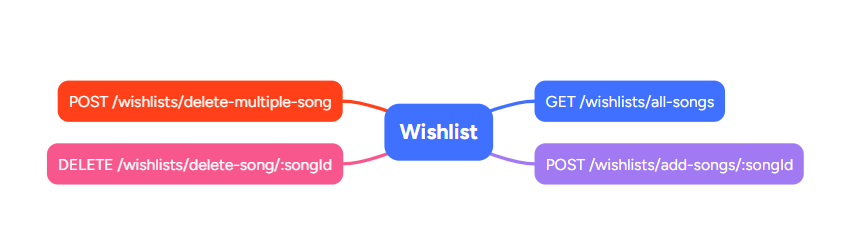 POST /wishlists/delete-multiple-song
GET /wishlists/all-songs
Wishlist
DELETE /wishlists/delete-song/:songId
POST /wishlists/add-songs/:songId